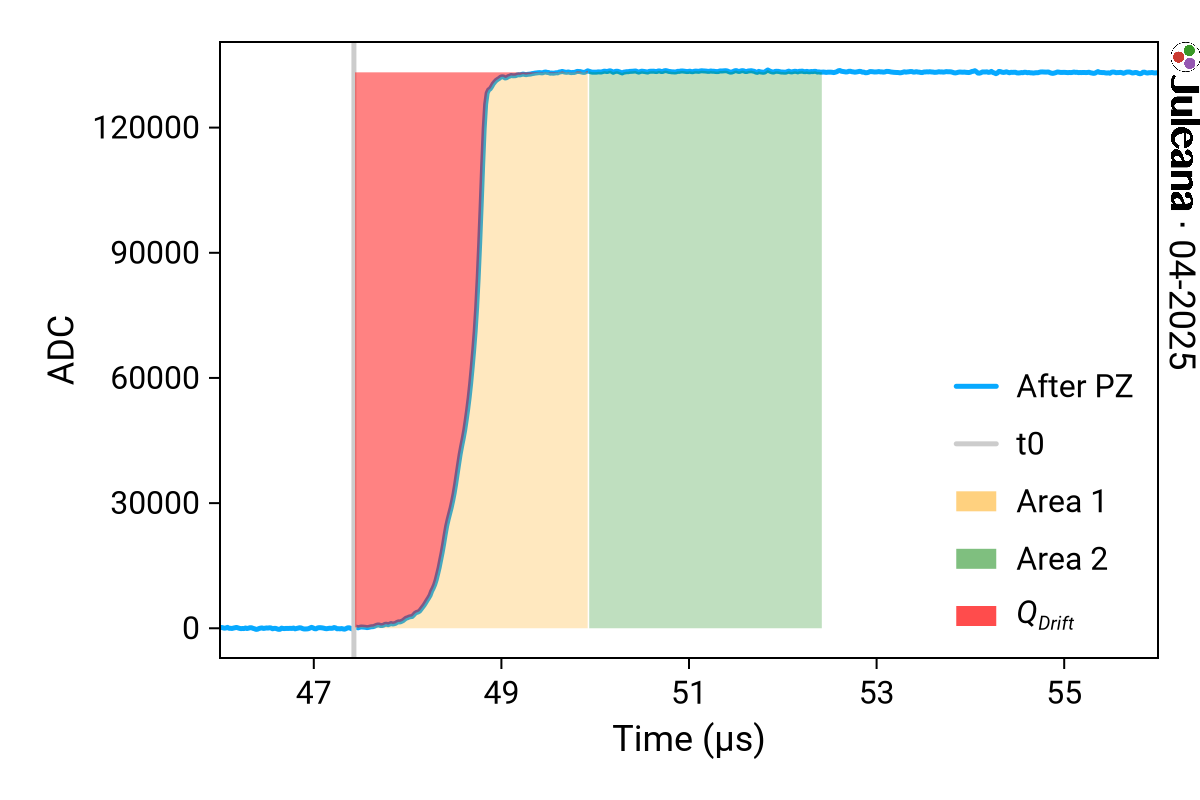 120000
90000
60000
30000
0
ADC
47 49 51 53 55
Time (µs)
After PZ
t0
Area 1
Area 2
Q_Drift
Juleana · 04-2025